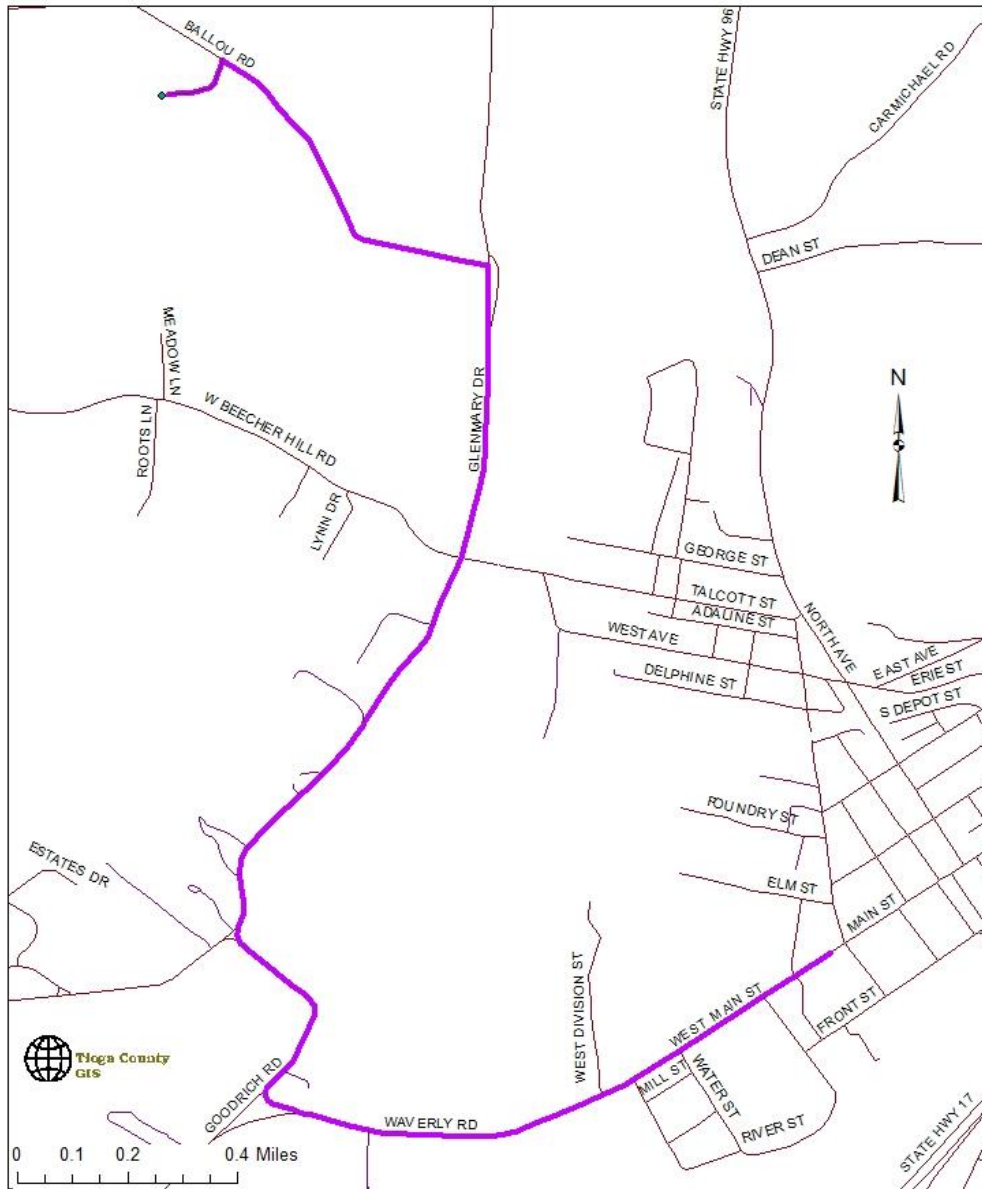 BALLOU RD
STATE HWY 96
CARMICHAEL RD
DEAN ST
MEADOW LN
ROOTS LN
W BEECHER HILL RD
LYNN DR
GLENMARY DR
N
GEORGE ST
TALCOTT ST
ADALINE ST
WEST AVE
NORTH AVE
DELPHINE ST
EAST AVE
ERIE ST
S DEPOT ST
FOUNDRY ST
ELM ST
ESTATES DR
MAIN ST
WEST DIVISION ST
WEST MAIN ST
FRONT ST
MILL ST
WATER ST
RIVER ST
GOODRICH RD
WAVERLY RD
STATE HWY 17
Tioga County
GIS
0 0.1 0.2 0.4 Miles